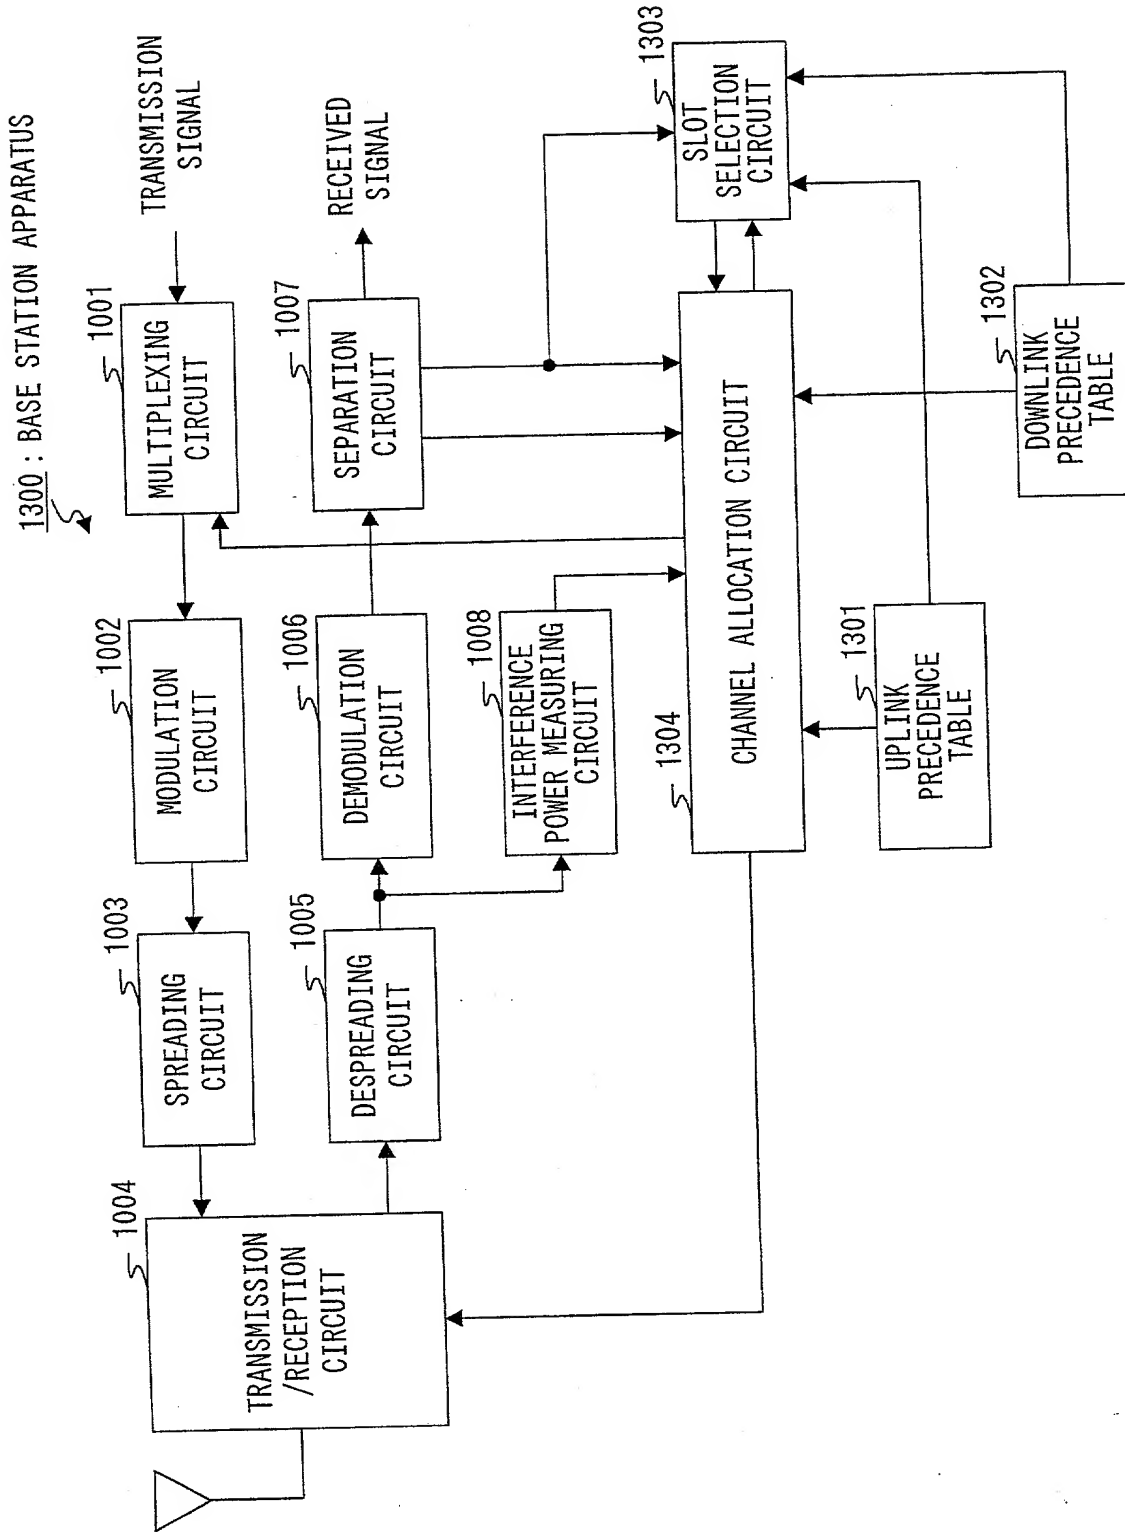 1300 : BASE STATION APPARATUS
TRANSMISSION
SIGNAL
1001
MULTIPLEXING
CIRCUIT
1002
MODULATION
CIRCUIT
1003
SPREADING
CIRCUIT
1004
TRANSMISSION
/RECEPTION
CIRCUIT
RECEIVED
SIGNAL
1007
SEPARATION
CIRCUIT
1006
DEMODULATION
CIRCUIT
1005
DESPREADING
CIRCUIT
1008
INTERFERENCE
POWER MEASURING
CIRCUIT
1303
SLOT
SELECTION
CIRCUIT
1304
CHANNEL ALLOCATION CIRCUIT
1301
UPLINK
PRECEDENCE
TABLE
1302
DOWNLINK
PRECEDENCE
TABLE